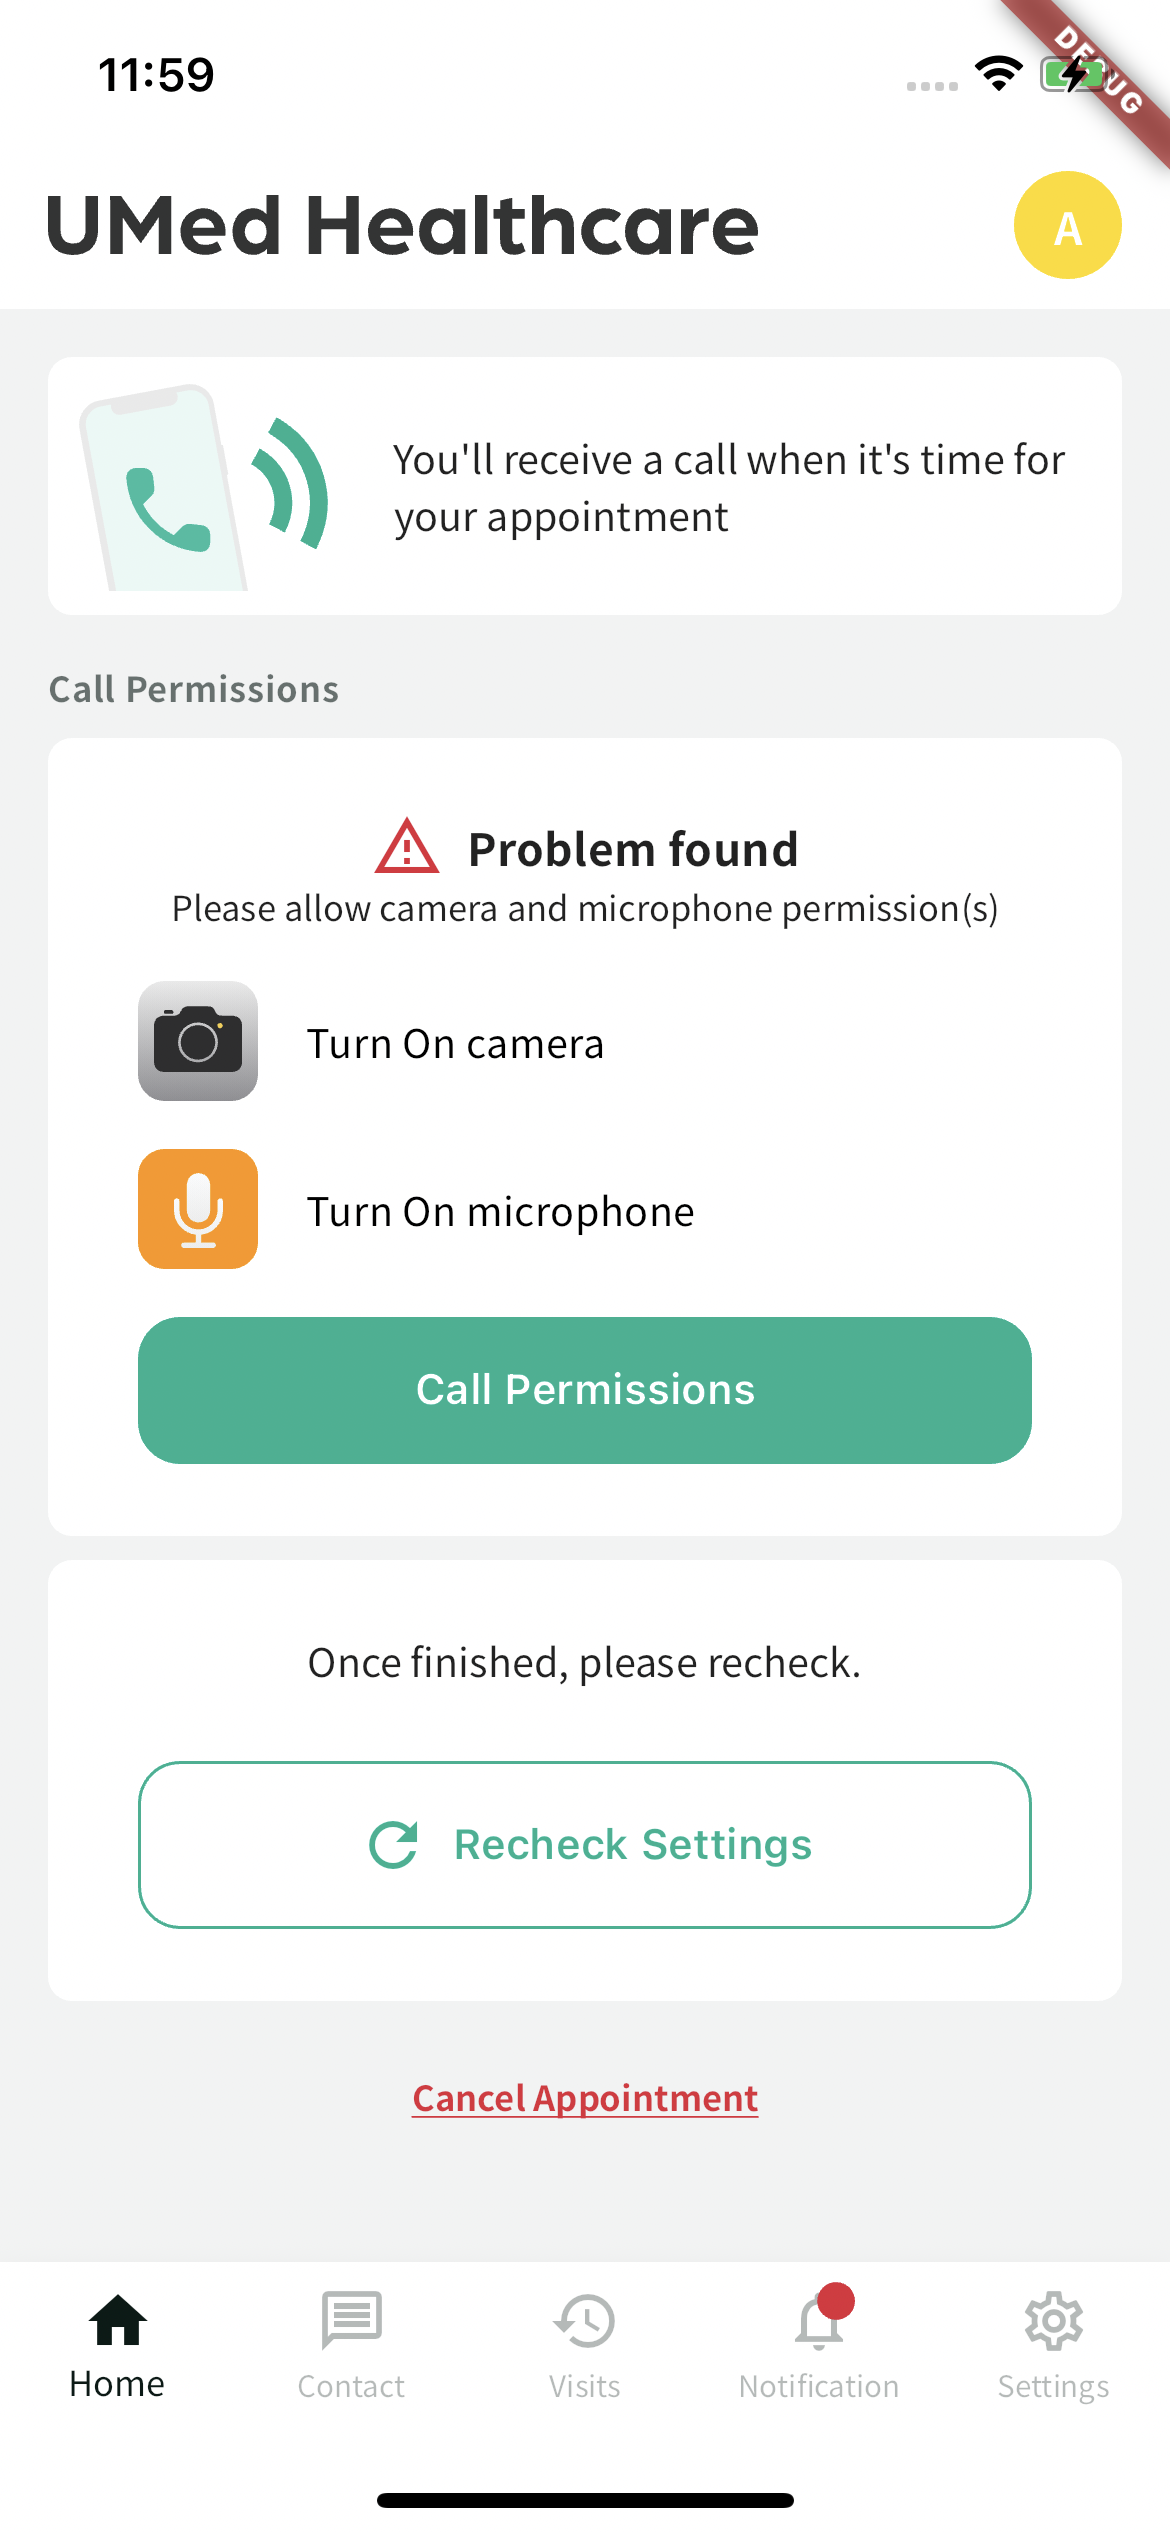 11:59
DEBUG
UMed Healthcare
A
You'll receive a call when it's time for
your appointment
Call Permissions
Problem found
Please allow camera and microphone permission(s)
Turn On camera
Turn On microphone
Call Permissions
Once finished, please recheck.
Recheck Settings
Cancel Appointment
Home
Contact
Visits
Notification
Settings